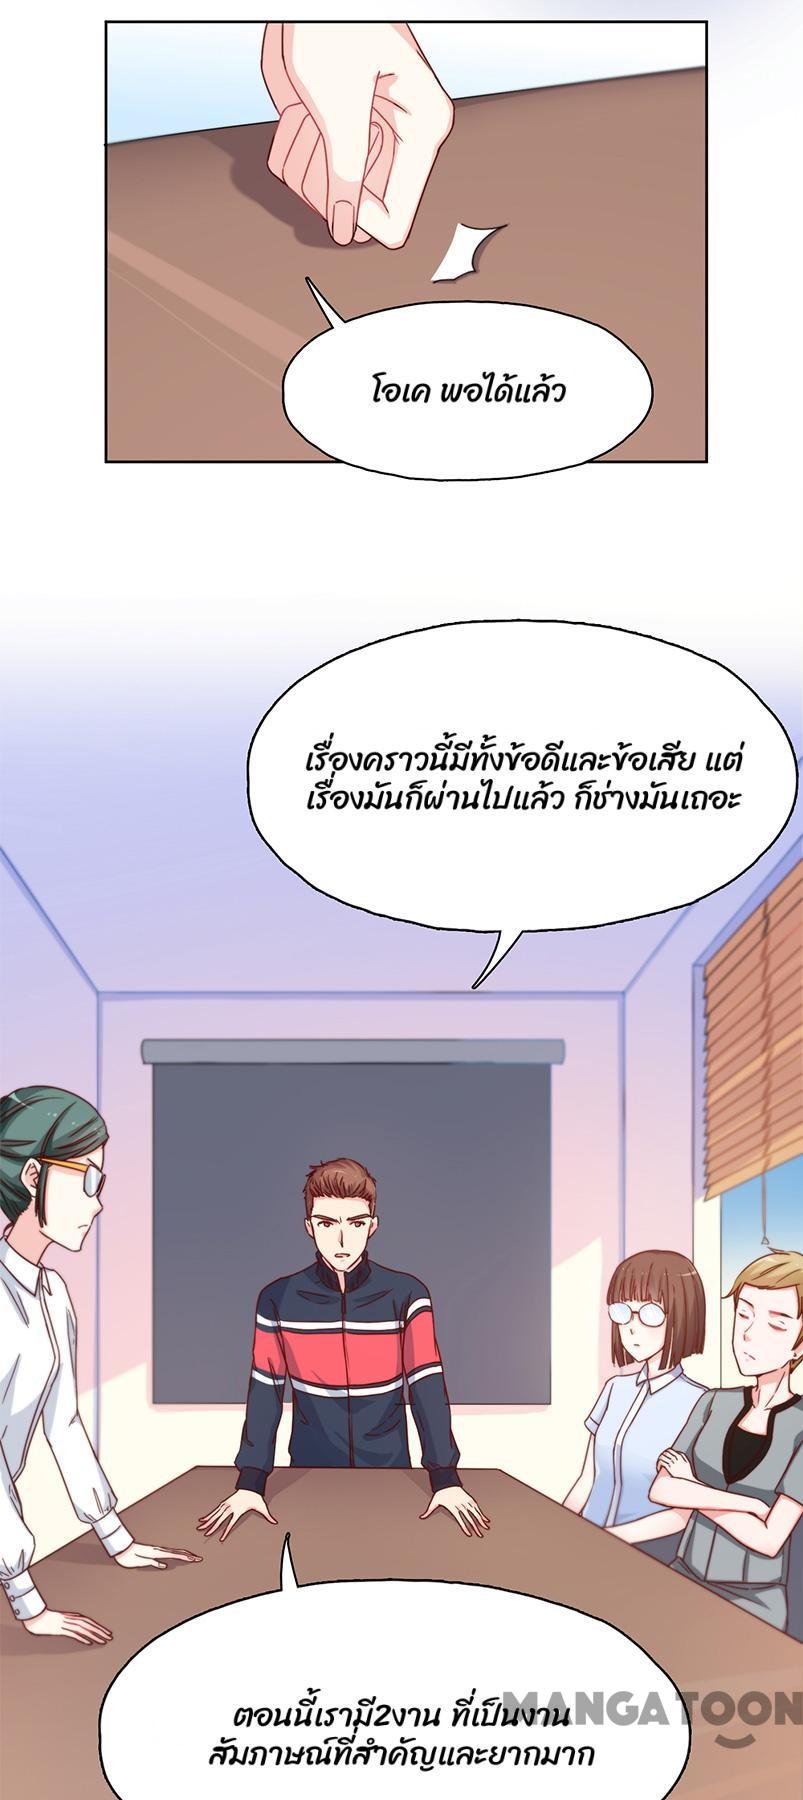 โอเค พอได้แล้ว
เรื่องคราวนี้มีทั้งข้อดีและข้อเสีย แต่
เรื่องมันก็ผ่านไปแล้ว ก็ช่างมันเถอะ
ตอนนี้เรามี2งาน ที่เป็นงาน
สัมภาษณ์ที่สำคัญและยากมาก
MANGATOON